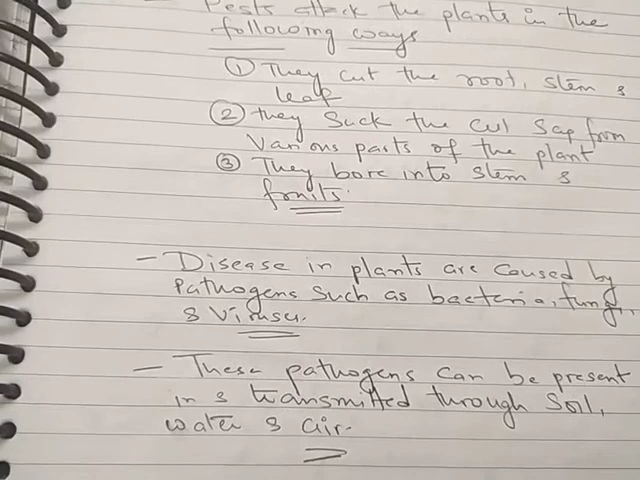 Pests attack the plants in the
following ways
① They cut the root, stem &
leaf
② they suck the cel sap from
various parts of the plant
③ They bore into stem &
fruits.
- Disease in plants are caused by
pathogens such as bacteria, fungi,
& viruses.
- These pathogens can be present
in & transmitted through soil,
water & air.